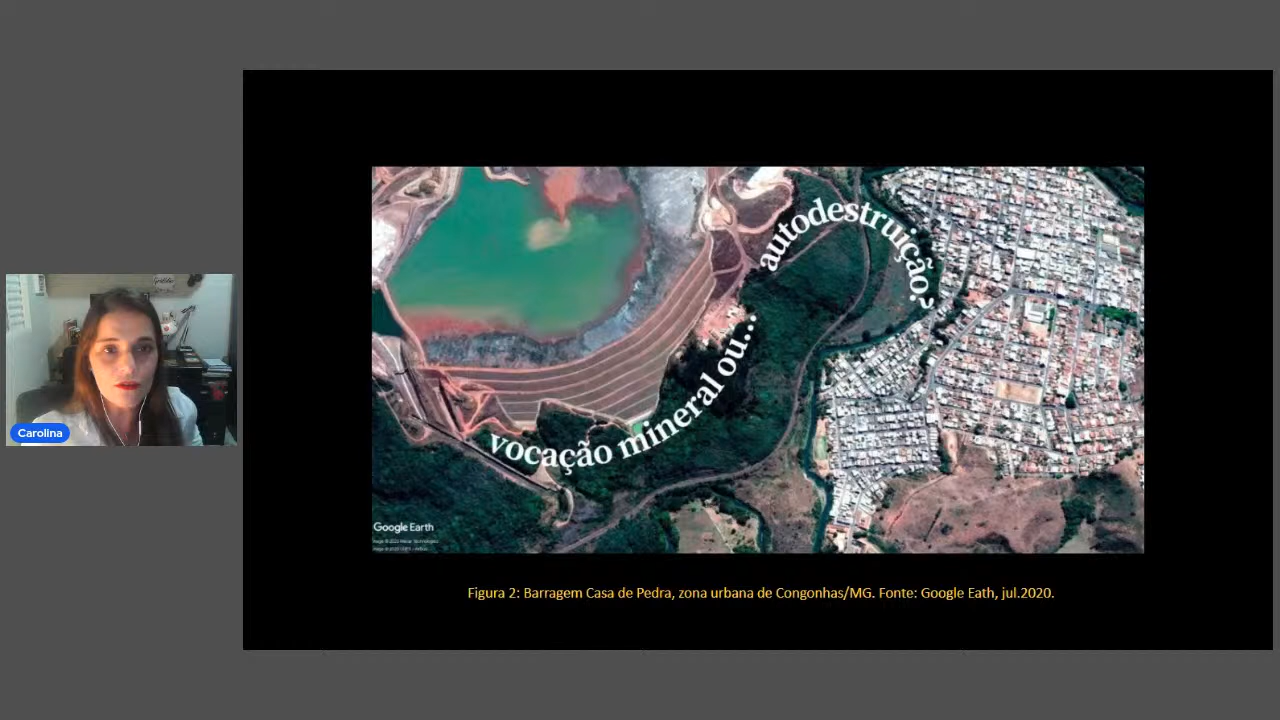 autodestruição?
vocação mineral ou...
Carolina
Google Earth
Figura 2: Barragem Casa de Pedra, zona urbana de Congonhas/MG. Fonte: Google Eath, jul.2020.